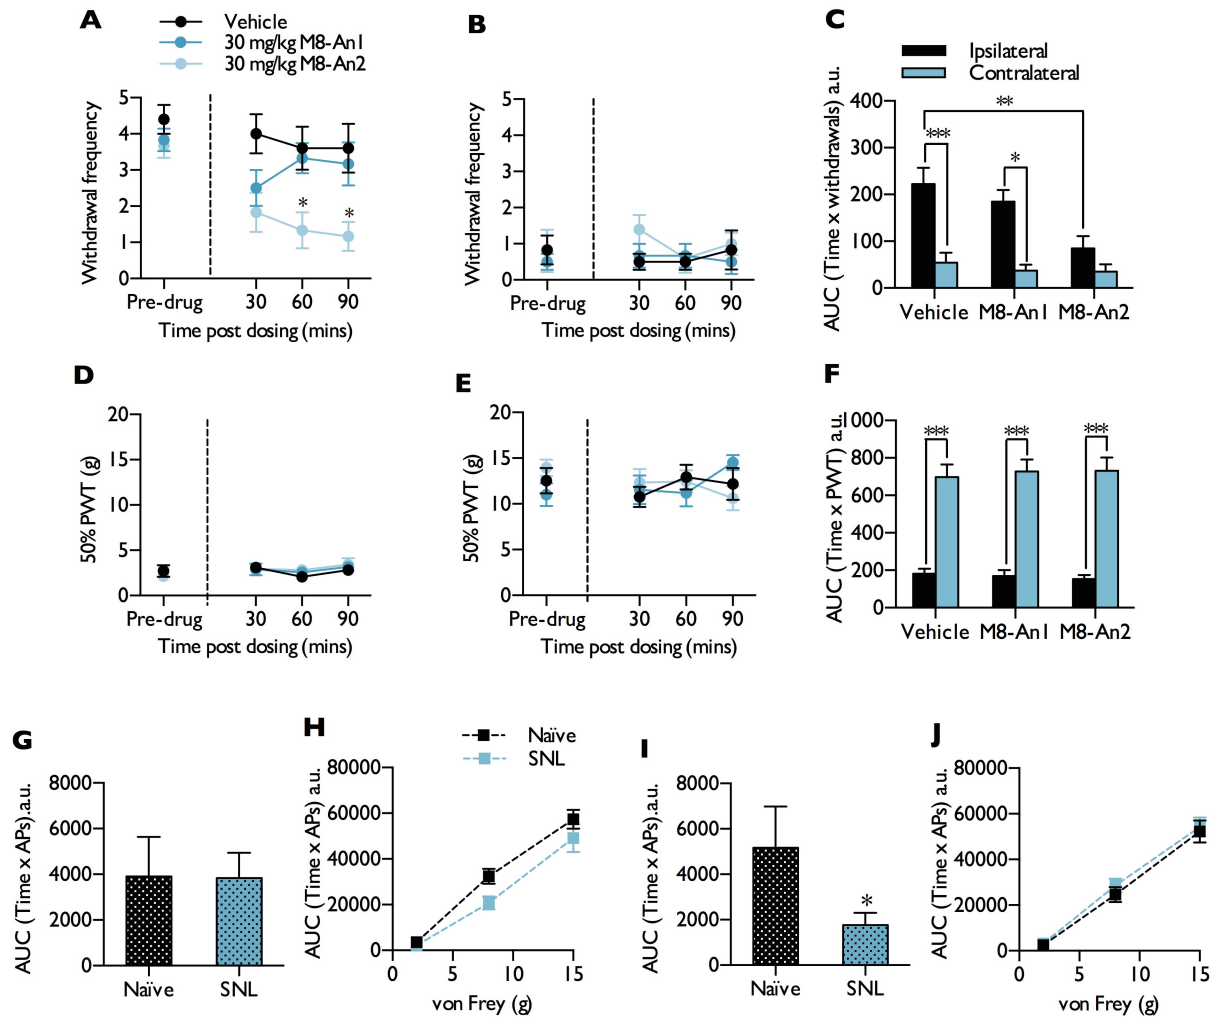 A
Vehicle
30 mg/kg M8-An1
30 mg/kg M8-An2
Withdrawal frequency
5
4
3
2
1
0
* *
Pre-drug 30 60 90
Time post dosing (mins)
B
Withdrawal frequency
5
4
3
2
1
0
Pre-drug 30 60 90
Time post dosing (mins)
C
Ipsilateral
Contralateral
AUC (Time x withdrawals) a.u.
400
300
200
100
0
**
***
*
Vehicle M8-An1 M8-An2
D
50% PWT (g)
20
15
10
5
0
Pre-drug 30 60 90
Time post dosing (mins)
E
50% PWT (g)
20
15
10
5
0
Pre-drug 30 60 90
Time post dosing (mins)
F
AUC (Time x PWT) a.u.
1000
800
600
400
200
0
*** *** ***
Vehicle M8-An1 M8-An2
G
AUC (Time x APs).a.u.
8000
6000
4000
2000
0
Naïve SNL
H
Naïve
SNL
AUC (Time x APs) a.u.
80000
60000
40000
20000
0
0 5 10 15
von Frey (g)
I
AUC (Time x APs).a.u.
8000
6000
4000
2000
0
*
Naïve SNL
J
AUC (Time x APs) a.u.
80000
60000
40000
20000
0
0 5 10 15
von Frey (g)